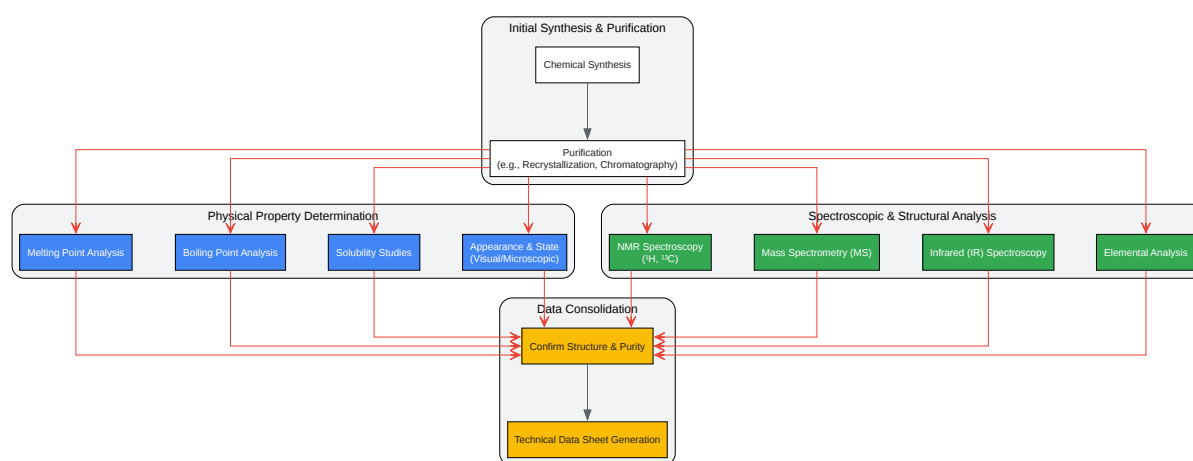 Initial Synthesis & Purification
Chemical Synthesis
Purification
(e.g., Recrystallization, Chromatography)
Physical Property Determination
Spectroscopic & Structural Analysis
Melting Point Analysis
Boiling Point Analysis
Solubility Studies
Appearance & State
(Visual/Microscopic)
NMR Spectroscopy
(¹H, ¹³C)
Mass Spectrometry (MS)
Infrared (IR) Spectroscopy
Elemental Analysis
Data Consolidation
Confirm Structure & Purity
Technical Data Sheet Generation